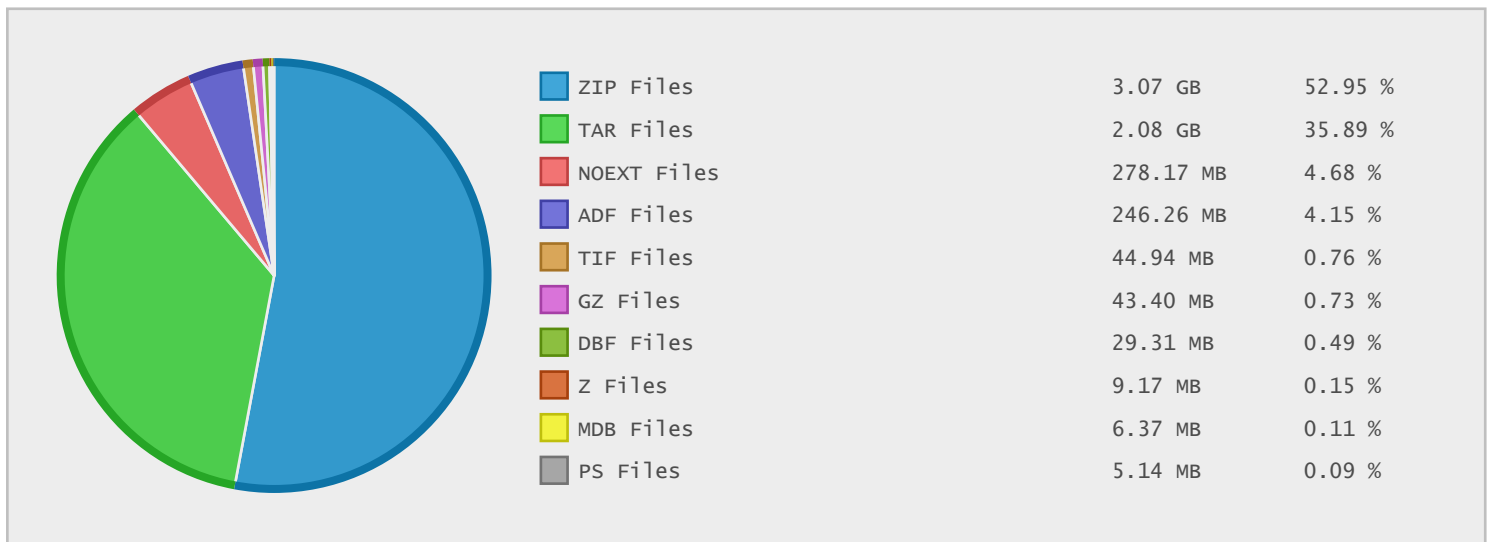 ZIP Files 3.07 GB 52.95 %
TAR Files 2.08 GB 35.89 %
NOEXT Files 278.17 MB 4.68 %
ADF Files 246.26 MB 4.15 %
TIF Files 44.94 MB 0.76 %
GZ Files 43.40 MB 0.73 %
DBF Files 29.31 MB 0.49 %
Z Files 9.17 MB 0.15 %
MDB Files 6.37 MB 0.11 %
PS Files 5.14 MB 0.09 %